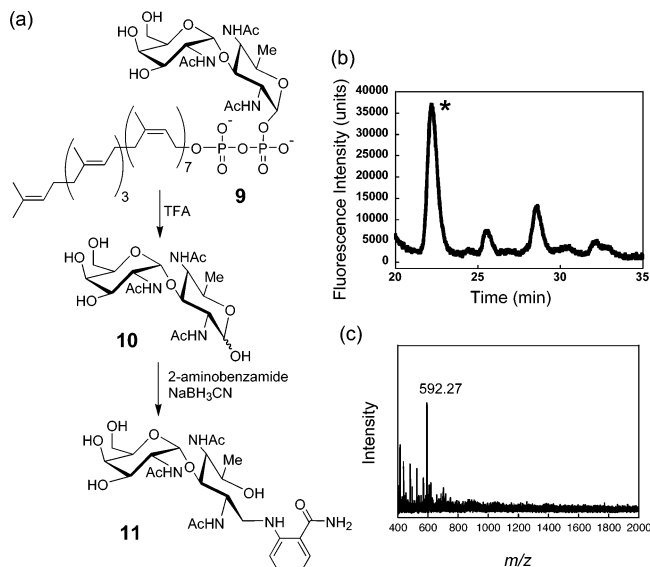 (a)
HO
HO
HO
O
AcHN
O
NHAc
Me
O
AcHN
O
O⁻
O⁻
O
P
O
P
O
O
3
7
9
TFA
OH
HO
HO
O
AcHN
O
NHAc
Me
O
AcHN
OH
10
2-aminobenzamide
NaBH3CN
HO
HO
HO
O
AcHN
O
NHAc
Me
OH
AcHN
NH
O
NH2
11
(b)
Fluorescence Intensity (units)
40000
35000
30000
25000
20000
15000
10000
5000
0
*
20 25 30 35
Time (min)
(c)
592.27
Intensity
400 600 800 1000 1200 1400 1600 1800 2000
m/z